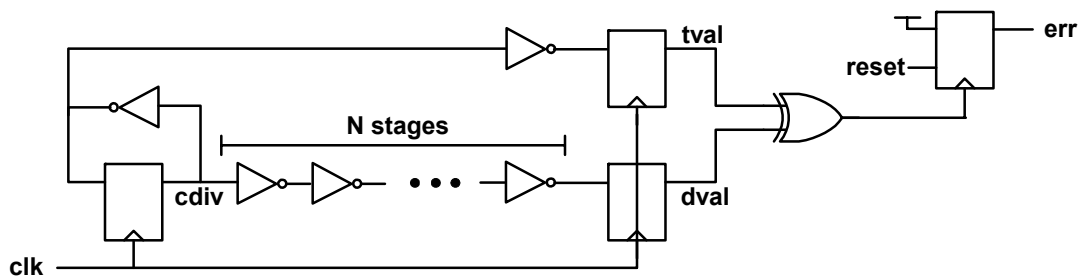 tval
err
reset
N stages
cdiv
dval
clk